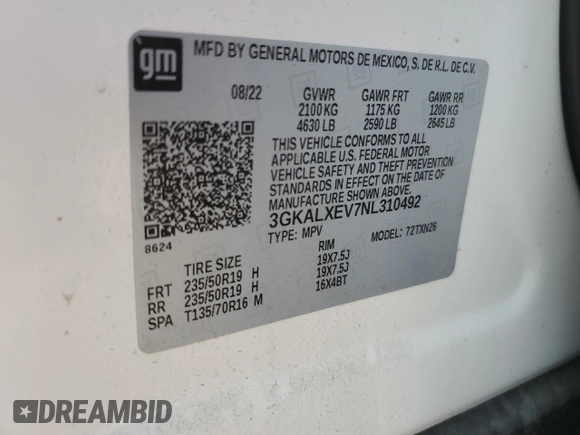 gm
MFD BY GENERAL MOTORS DE MEXICO, S. DE R.L. DE C.V.
08/22 GVWR GAWR FRT GAWR RR
2100 KG 1175 KG 1200 KG
4630 LB 2590 LB 2645 LB
THIS VEHICLE CONFORMS TO ALL
APPLICABLE U.S. FEDERAL MOTOR
VEHICLE SAFETY AND THEFT PREVENTION
STANDARDS IN EFFECT ON THE DATE OF
MANUFACTURE SHOWN ABOVE.
3GKALXEV7NL310492
8624
TYPE: MPV MODEL: 72TXN26
TIRE SIZE RIM
FRT 235/50R19 H 19X7.5J
RR 235/50R19 H 19X7.5J
SPA T135/70R16 M 16X4BT
DREAMBID